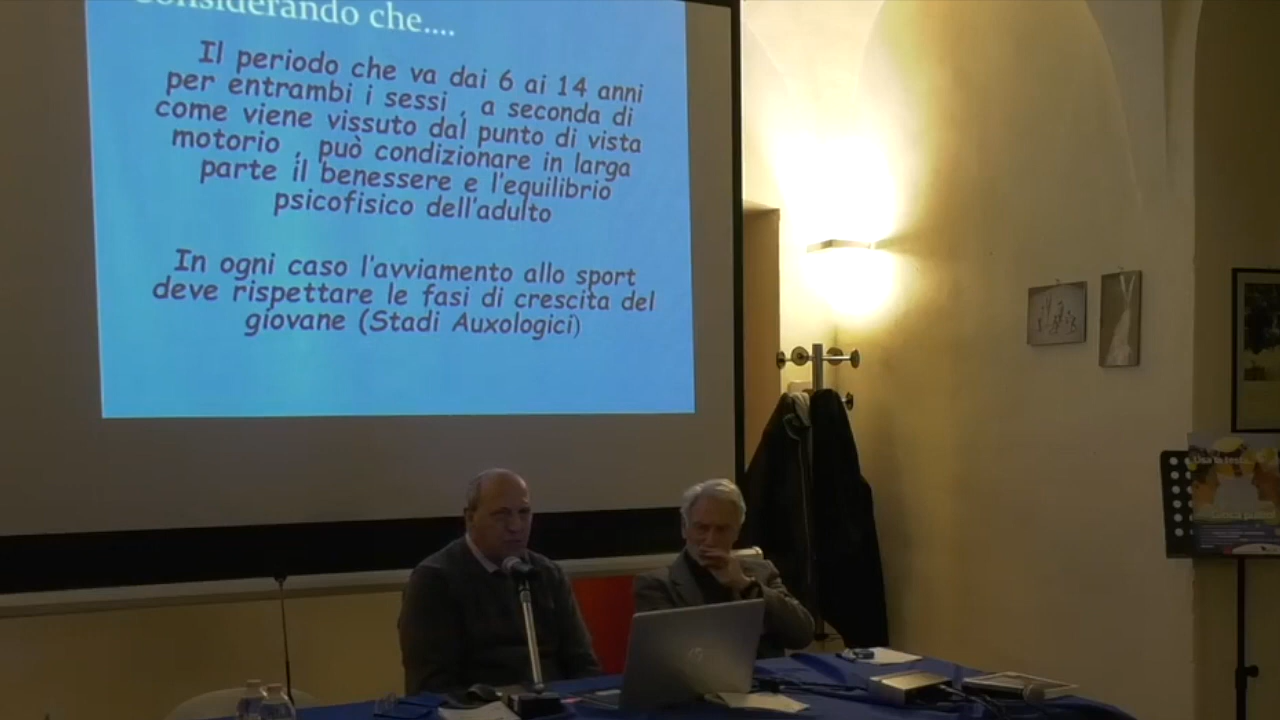 Considerando che....
Il periodo che va dai 6 ai 14 anni
per entrambi i sessi , a seconda di
come viene vissuto dal punto di vista
motorio , può condizionare in larga
parte il benessere e l'equilibrio
psicofisico dell'adulto
In ogni caso l'avviamento allo sport
deve rispettare le fasi di crescita del
giovane (Stadi Auxologici)